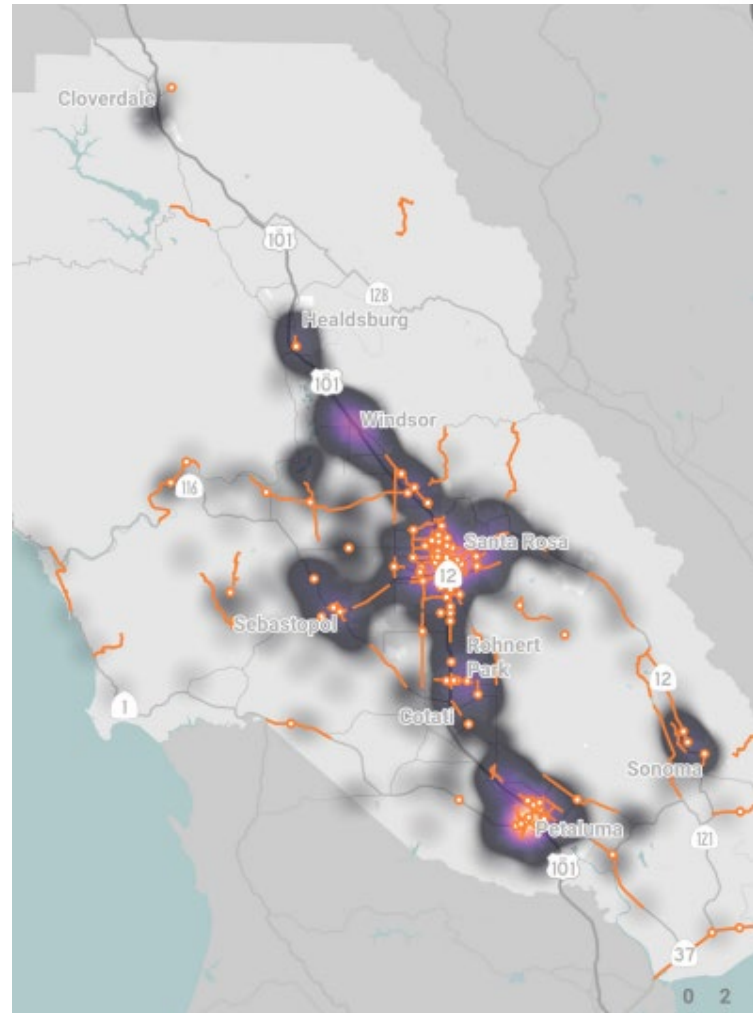 Cloverdale
101
128
Healdsburg
101
Windsor
116
Santa Rosa
12
Sebastopol
Rohnert
Park
12
1
Cotati
Sonoma
Petaluma
121
101
37
0 2